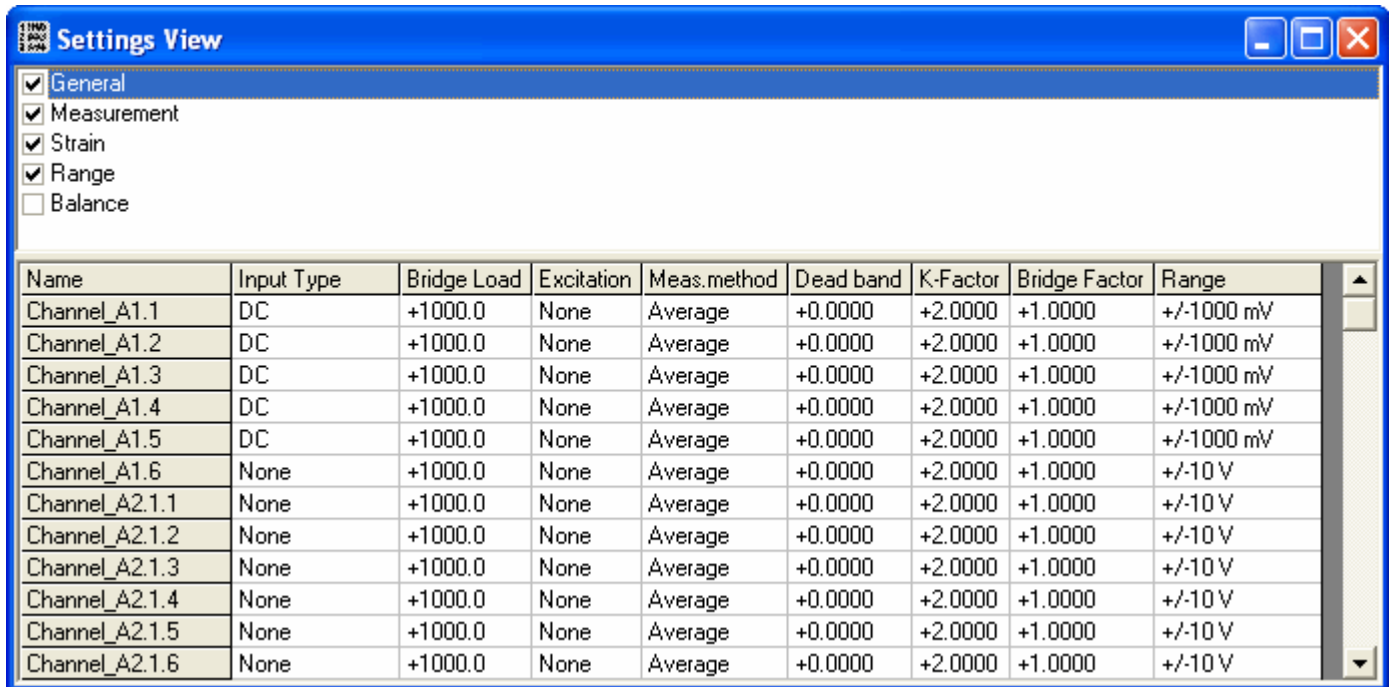 Settings View
General
Measurement
Strain
Range
Balance
Name Input Type Bridge Load Excitation Meas.method Dead band K-Factor Bridge Factor Range
Channel_A1.1 DC +1000.0 None Average +0.0000 +2.0000 +1.0000 +/-1000 mV
Channel_A1.2 DC +1000.0 None Average +0.0000 +2.0000 +1.0000 +/-1000 mV
Channel_A1.3 DC +1000.0 None Average +0.0000 +2.0000 +1.0000 +/-1000 mV
Channel_A1.4 DC +1000.0 None Average +0.0000 +2.0000 +1.0000 +/-1000 mV
Channel_A1.5 DC +1000.0 None Average +0.0000 +2.0000 +1.0000 +/-1000 mV
Channel_A1.6 None +1000.0 None Average +0.0000 +2.0000 +1.0000 +/-10 V
Channel_A2.1.1 None +1000.0 None Average +0.0000 +2.0000 +1.0000 +/-10 V
Channel_A2.1.2 None +1000.0 None Average +0.0000 +2.0000 +1.0000 +/-10 V
Channel_A2.1.3 None +1000.0 None Average +0.0000 +2.0000 +1.0000 +/-10 V
Channel_A2.1.4 None +1000.0 None Average +0.0000 +2.0000 +1.0000 +/-10 V
Channel_A2.1.5 None +1000.0 None Average +0.0000 +2.0000 +1.0000 +/-10 V
Channel_A2.1.6 None +1000.0 None Average +0.0000 +2.0000 +1.0000 +/-10 V